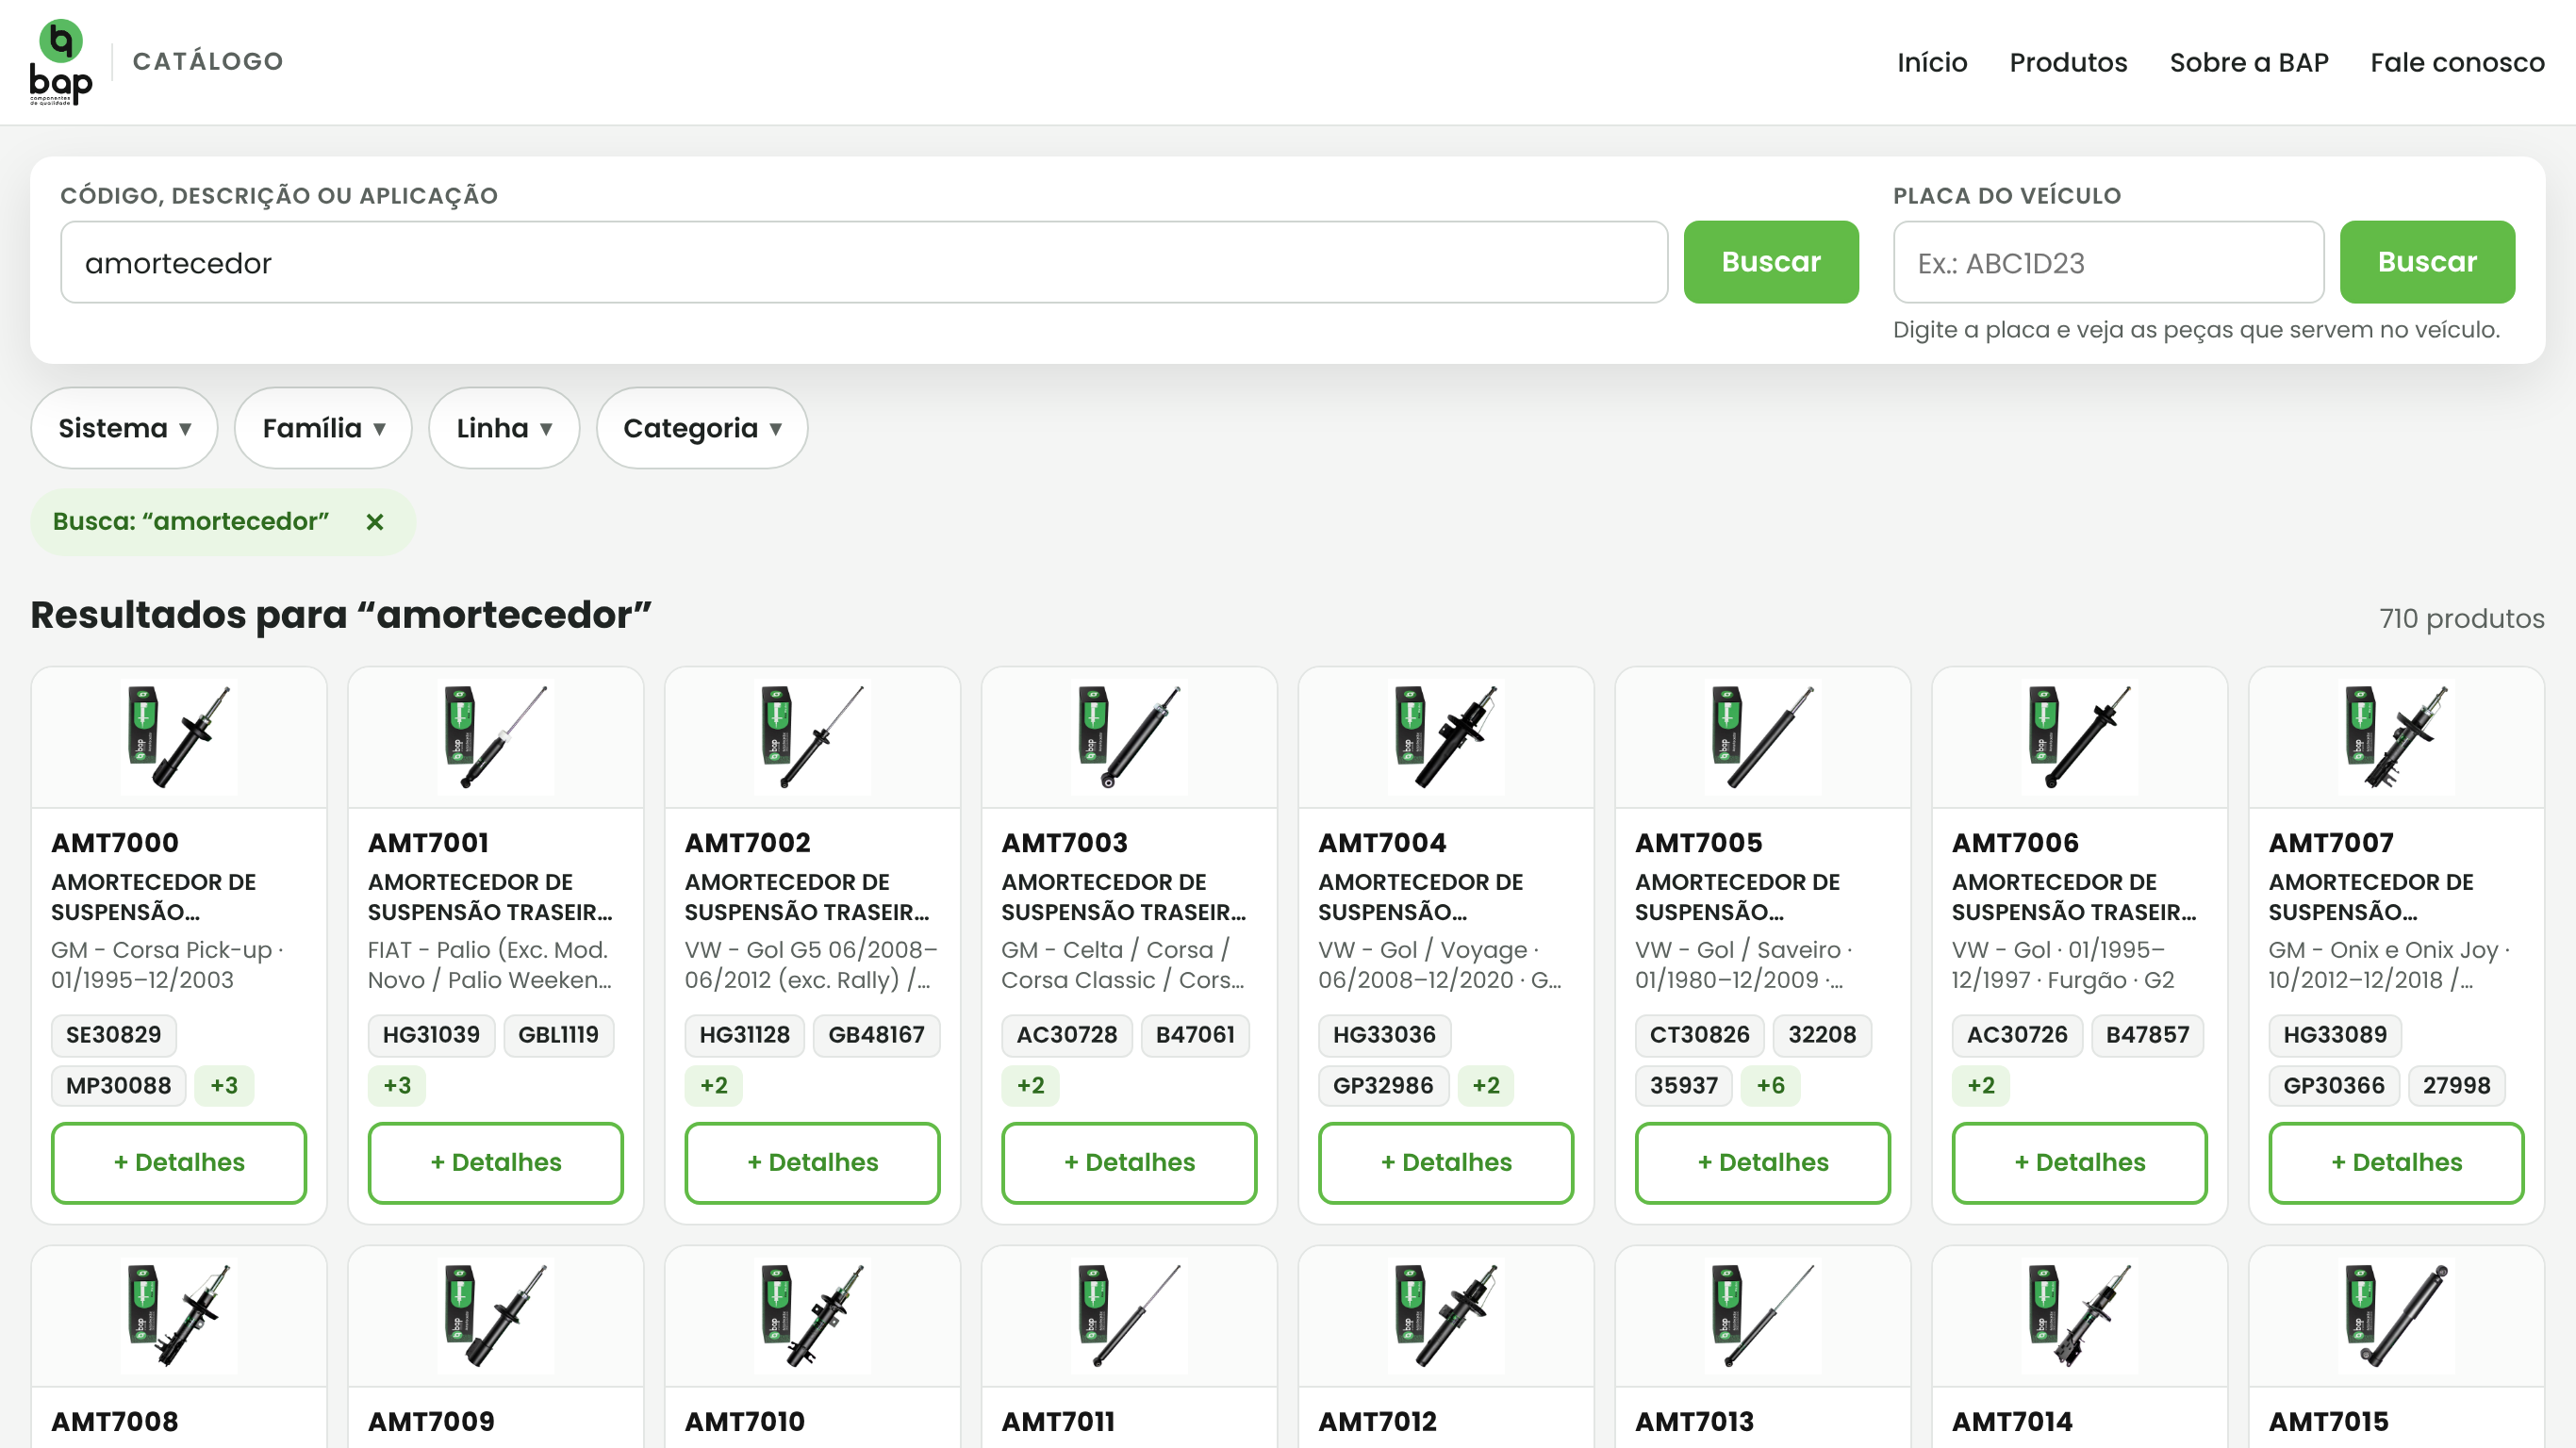 bap
componentes
de qualidade
CATÁLOGO
Início Produtos Sobre a BAP Fale conosco
CÓDIGO, DESCRIÇÃO OU APLICAÇÃO
amortecedor
Buscar
PLACA DO VEÍCULO
Ex.: ABC1D23
Buscar
Digite a placa e veja as peças que servem no veículo.
Sistema ▾ Família ▾ Linha ▾ Categoria ▾
Busca: “amortecedor” ✕
Resultados para “amortecedor”
710 produtos
AMT7000
AMORTECEDOR DE
SUSPENSÃO...
GM - Corsa Pick-up ·
01/1995–12/2003
SE30829
MP30088 +3
+ Detalhes
AMT7001
AMORTECEDOR DE
SUSPENSÃO TRASEIR...
FIAT - Palio (Exc. Mod.
Novo / Palio Weeken...
HG31039 GBL1119
+3
+ Detalhes
AMT7002
AMORTECEDOR DE
SUSPENSÃO TRASEIR...
VW - Gol G5 06/2008–
06/2012 (exc. Rally) /...
HG31128 GB48167
+2
+ Detalhes
AMT7003
AMORTECEDOR DE
SUSPENSÃO TRASEIR...
GM - Celta / Corsa /
Corsa Classic / Cors...
AC30728 B47061
+2
+ Detalhes
AMT7004
AMORTECEDOR DE
SUSPENSÃO...
VW - Gol / Voyage ·
06/2008–12/2020 · G...
HG33036
GP32986 +2
+ Detalhes
AMT7005
AMORTECEDOR DE
SUSPENSÃO...
VW - Gol / Saveiro ·
01/1980–12/2009 ·...
CT30826 32208
35937 +6
+ Detalhes
AMT7006
AMORTECEDOR DE
SUSPENSÃO TRASEIR...
VW - Gol · 01/1995–
12/1997 · Furgão · G2
AC30726 B47857
+2
+ Detalhes
AMT7007
AMORTECEDOR DE
SUSPENSÃO...
GM - Onix e Onix Joy ·
10/2012–12/2018 /...
HG33089
GP30366 27998
+ Detalhes
AMT7008
AMT7009
AMT7010
AMT7011
AMT7012
AMT7013
AMT7014
AMT7015